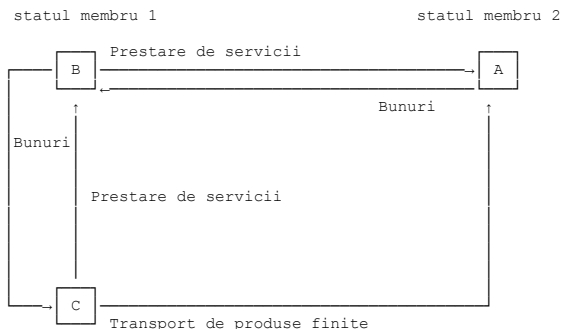 statul membru 1 statul membru 2
Prestare de servicii
B A
Bunuri
Bunuri
Prestare de servicii
C
Transport de produse finite